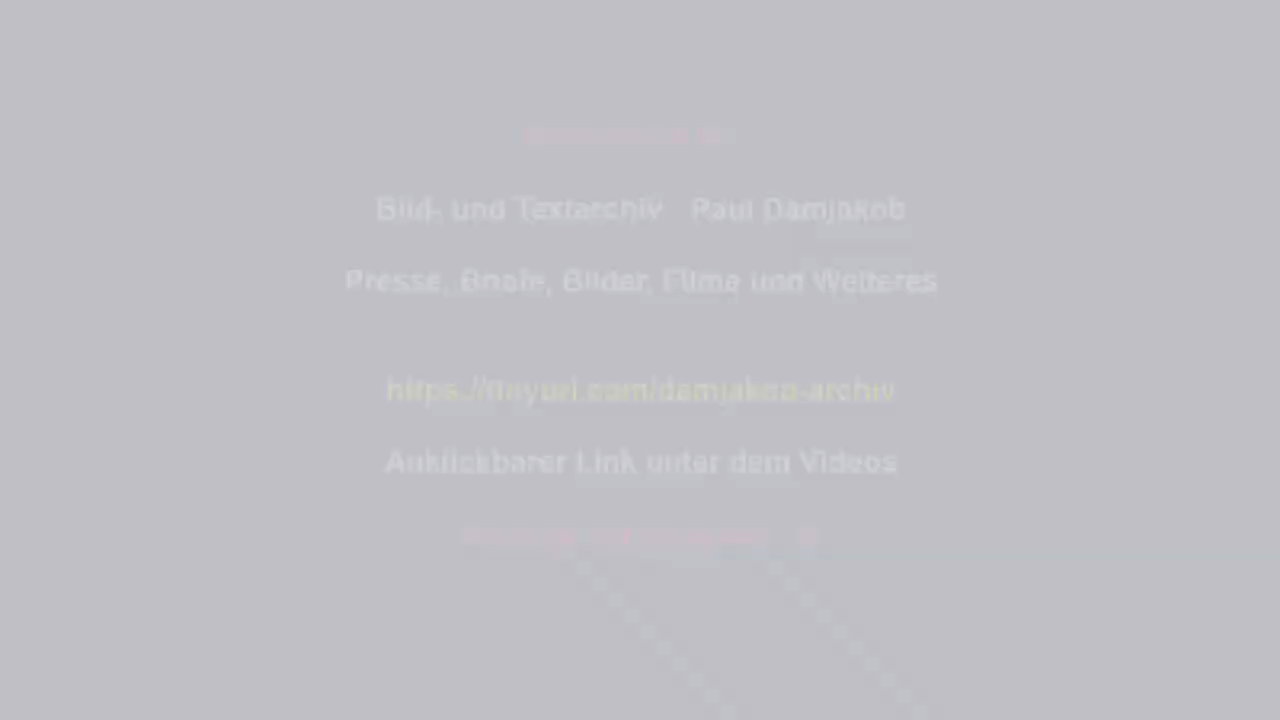 Bild- und Textarchiv Paul Damjakob
Presse, Briefe, Bilder, Filme und Weiteres
https://tinyurl.com/damjakob-archiv
Anklickbarer Link unter dem Videos